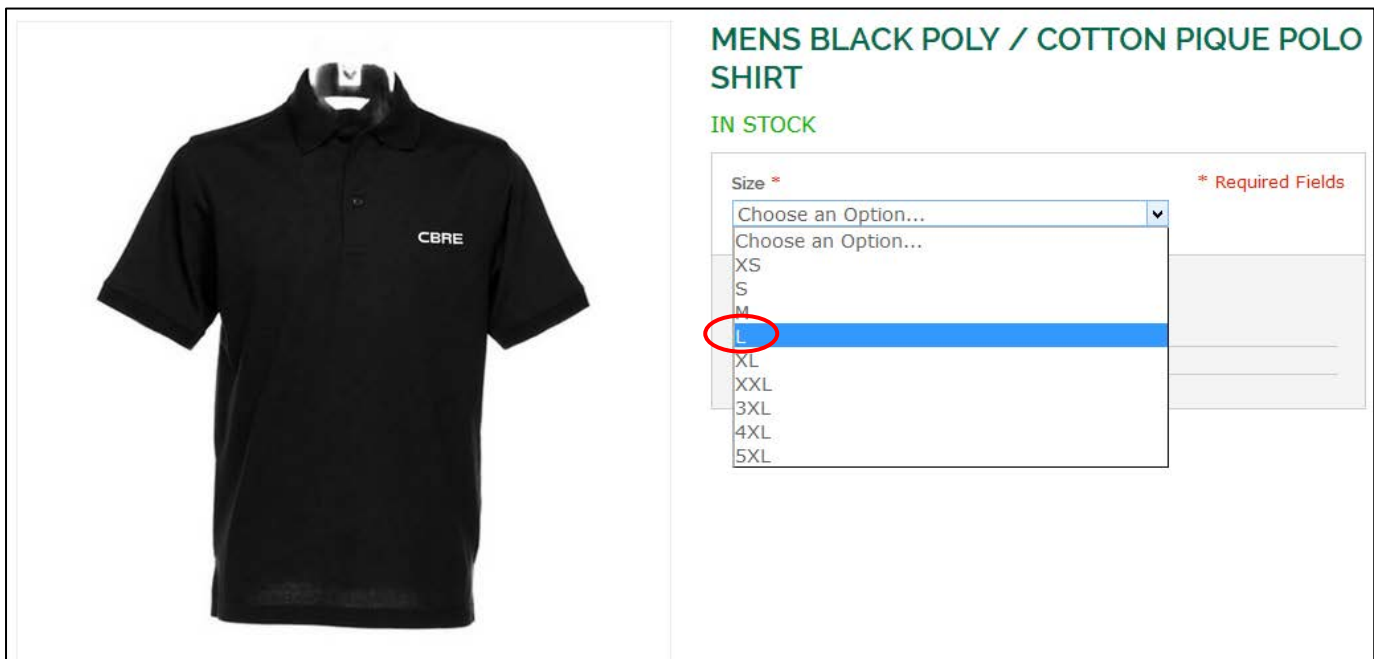 MENS BLACK POLY / COTTON PIQUE POLO
SHIRT
IN STOCK
Size *
* Required Fields
Choose an Option...
Choose an Option...
XS
S
M
L
XL
XXL
3XL
4XL
5XL
CBRE